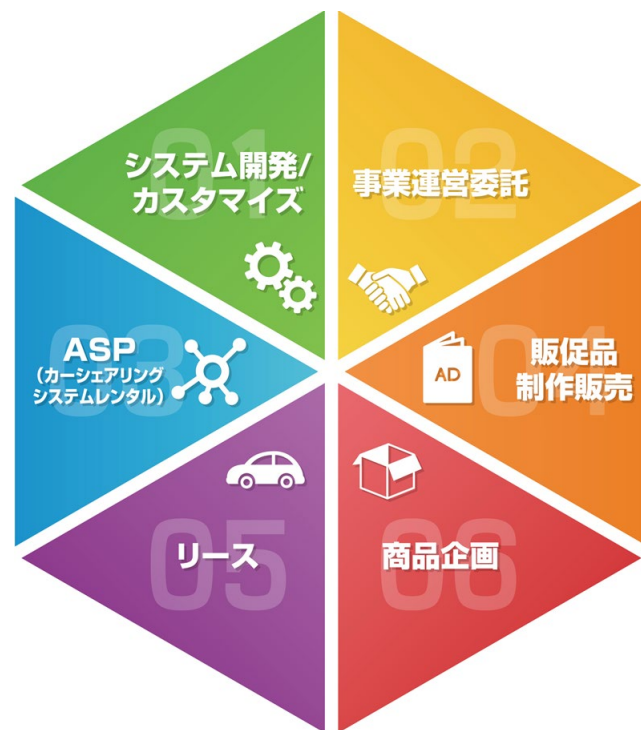 01
システム開発/
カスタマイズ
02
事業運営委託
03
ASP
(カーシェアリング
システムレンタル)
04
AD
販促品
制作販売
05
リース
06
商品企画